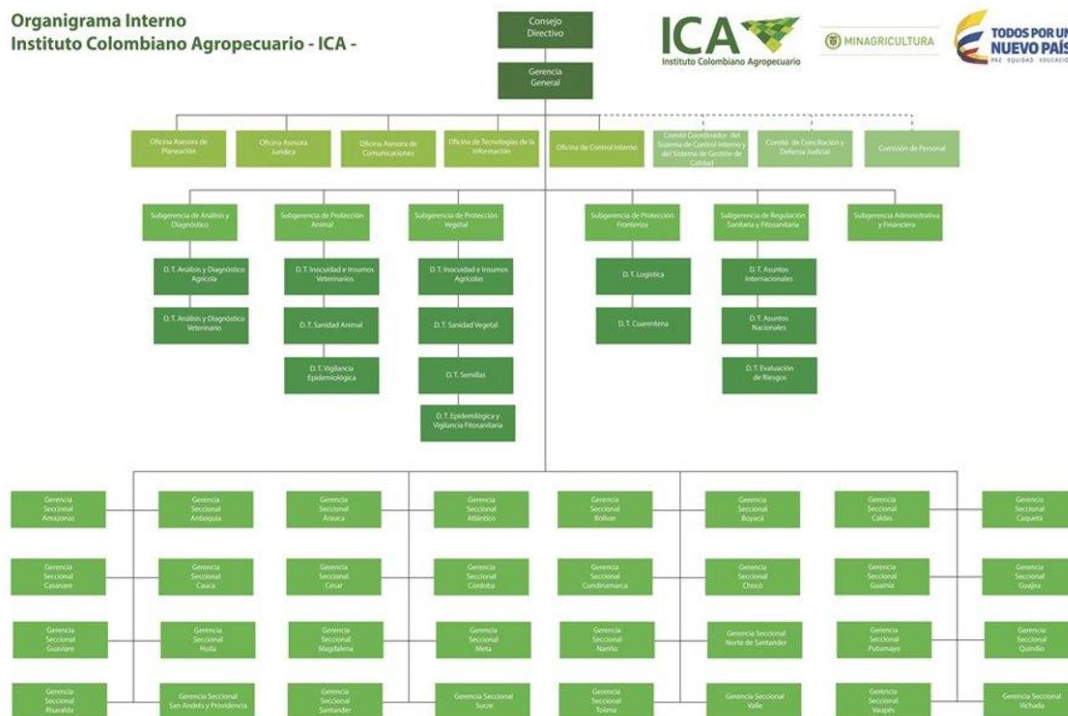 Organigrama Interno
Instituto Colombiano Agropecuario - ICA -
Consejo
Directivo
Gerencia
General
ICA
Instituto Colombiano Agropecuario
MINAGRICULTURA
TODOS POR UN
NUEVO PAÍS
PAZ EQUIDAD EDUCACIÓN
Oficina Asesora de
Planeación
Oficina Asesora
Jurídica
Oficina Asesora de
Comunicaciones
Oficina de Tecnologías de la
Información
Oficina de Control Interno
Comité Coordinador del
Sistema de Control Interno y
del Sistema de Gestión de
Calidad
Comité de Conciliación y
Defensa Judicial
Comisión de Personal
Subgerencia de Análisis y
Diagnóstico
Subgerencia de Protección
Animal
Subgerencia de Protección
Vegetal
Subgerencia de Protección
Fronteriza
Subgerencia de Regulación
Sanitaria y Fitosanitaria
Subgerencia Administrativa
y Financiera
D. T. Análisis y Diagnóstico
Agrícola
D. T. Inocuidad e Insumos
Veterinarios
D. T. Inocuidad e Insumos
Agrícolas
D. T. Logística
D. T. Asuntos
Internacionales
D. T. Análisis y Diagnóstico
Veterinario
D. T. Sanidad Animal
D. T. Sanidad Vegetal
D. T. Cuarentena
D. T. Asuntos
Nacionales
D. T. Vigilancia
Epidemiológica
D. T. Semillas
D. T. Evaluación
de Riesgos
D. T. Epidemilógica y
Vigilancia Fitosanitaria
Gerencia
Seccional
Amazonas
Gerencia
Seccional
Antioquia
Gerencia
Seccional
Arauca
Gerencia
Seccional
Atlántico
Gerencia
Seccional
Bolívar
Gerencia
Seccional
Boyacá
Gerencia
Seccional
Caldas
Gerencia
Seccional
Caquetá
Gerencia
Seccional
Casanare
Gerencia
Seccional
Cauca
Gerencia
Seccional
Cesar
Gerencia
Seccional
Córdoba
Gerencia
Seccional
Cundinamarca
Gerencia
Seccional
Chocó
Gerencia
Seccional
Guainía
Gerencia
Seccional
Guajira
Gerencia
Seccional
Guaviare
Gerencia
Seccional
Huila
Gerencia
Seccional
Magdalena
Gerencia
Seccional
Meta
Gerencia
Seccional
Nariño
Gerencia Seccional
Norte de Santander
Gerencia
Seccional
Putumayo
Gerencia
Seccional
Quindío
Gerencia
Seccional
Risaralda
Gerencia Seccional
San Andrés y Providencia
Gerencia
Seccional
Santander
Gerencia Seccional
Sucre
Gerencia
Seccional
Tolima
Gerencia Seccional
Valle
Gerencia
Seccional
Vaupés
Gerencia Seccional
Vichada